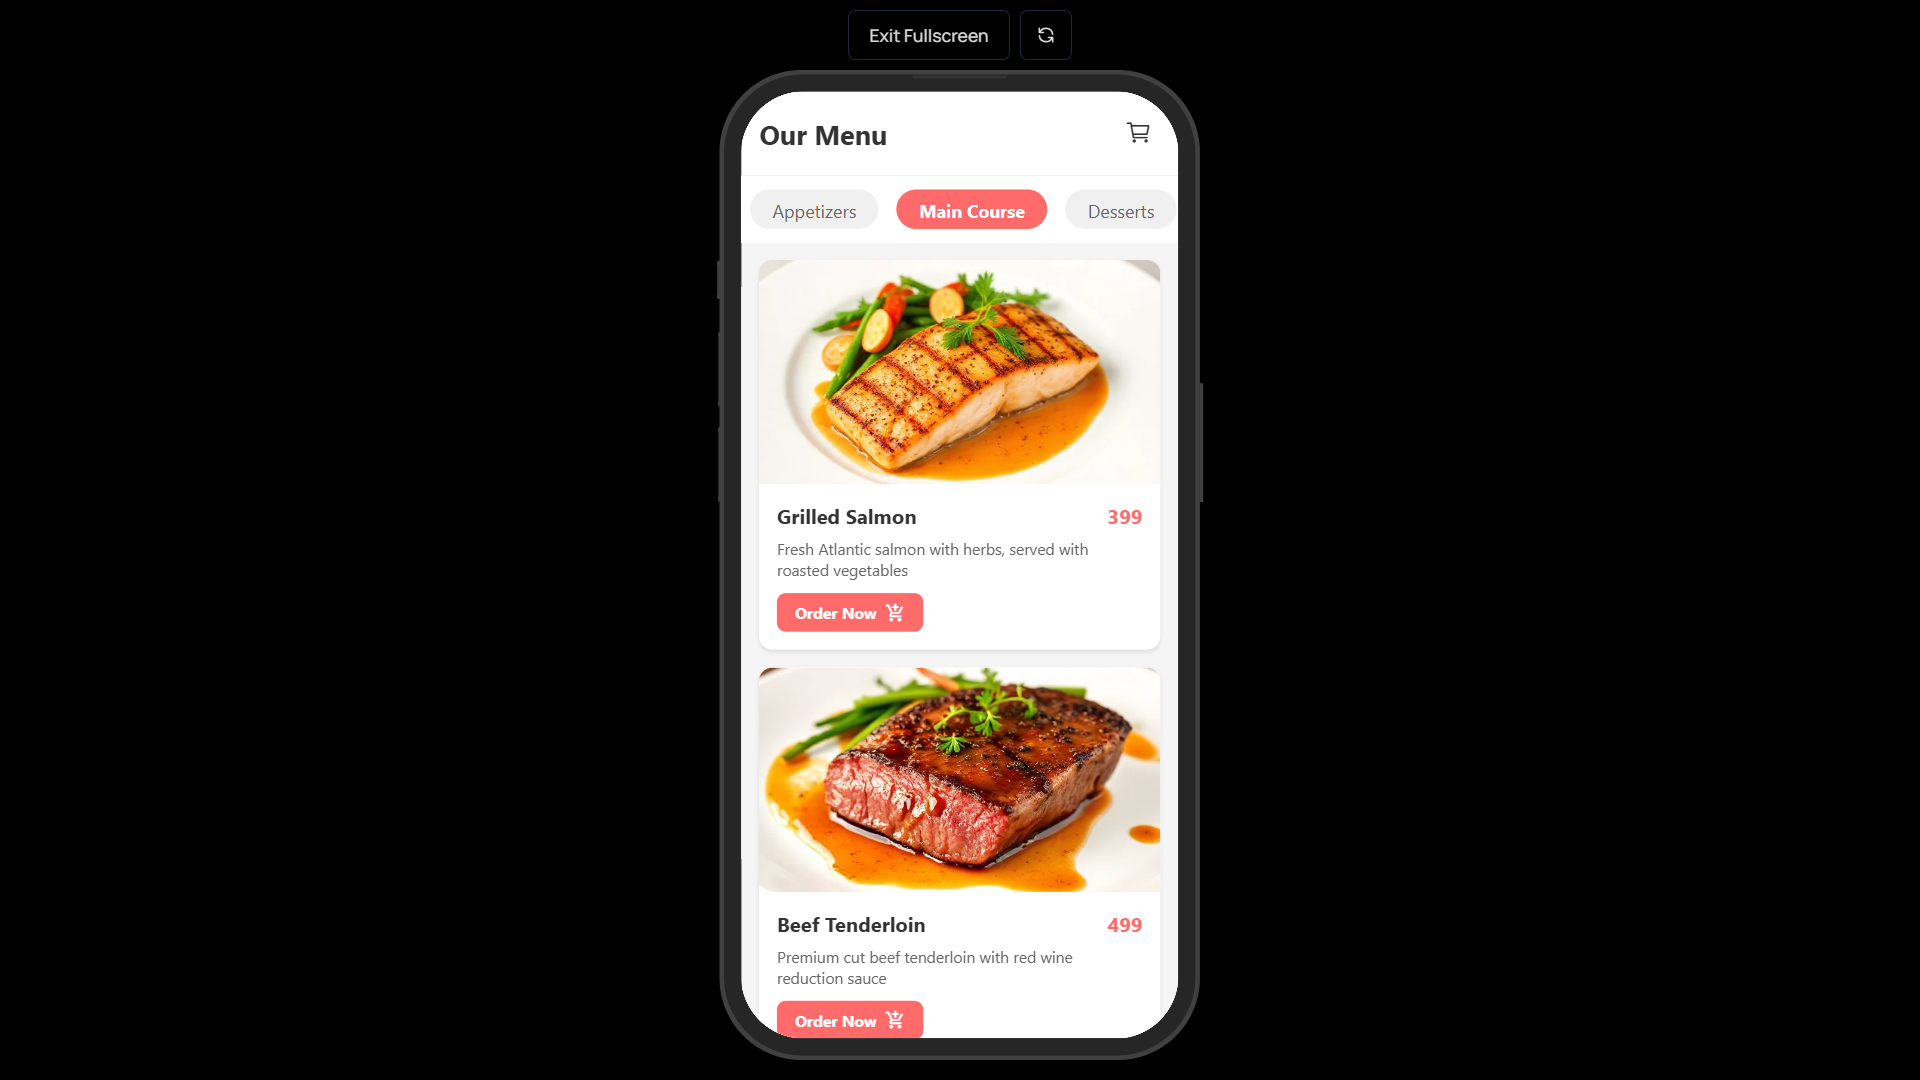 Exit Fullscreen
Our Menu
Appetizers
Main Course
Desserts
Grilled Salmon
399
Fresh Atlantic salmon with herbs, served with
roasted vegetables
Order Now
Beef Tenderloin
499
Premium cut beef tenderloin with red wine
reduction sauce
Order Now